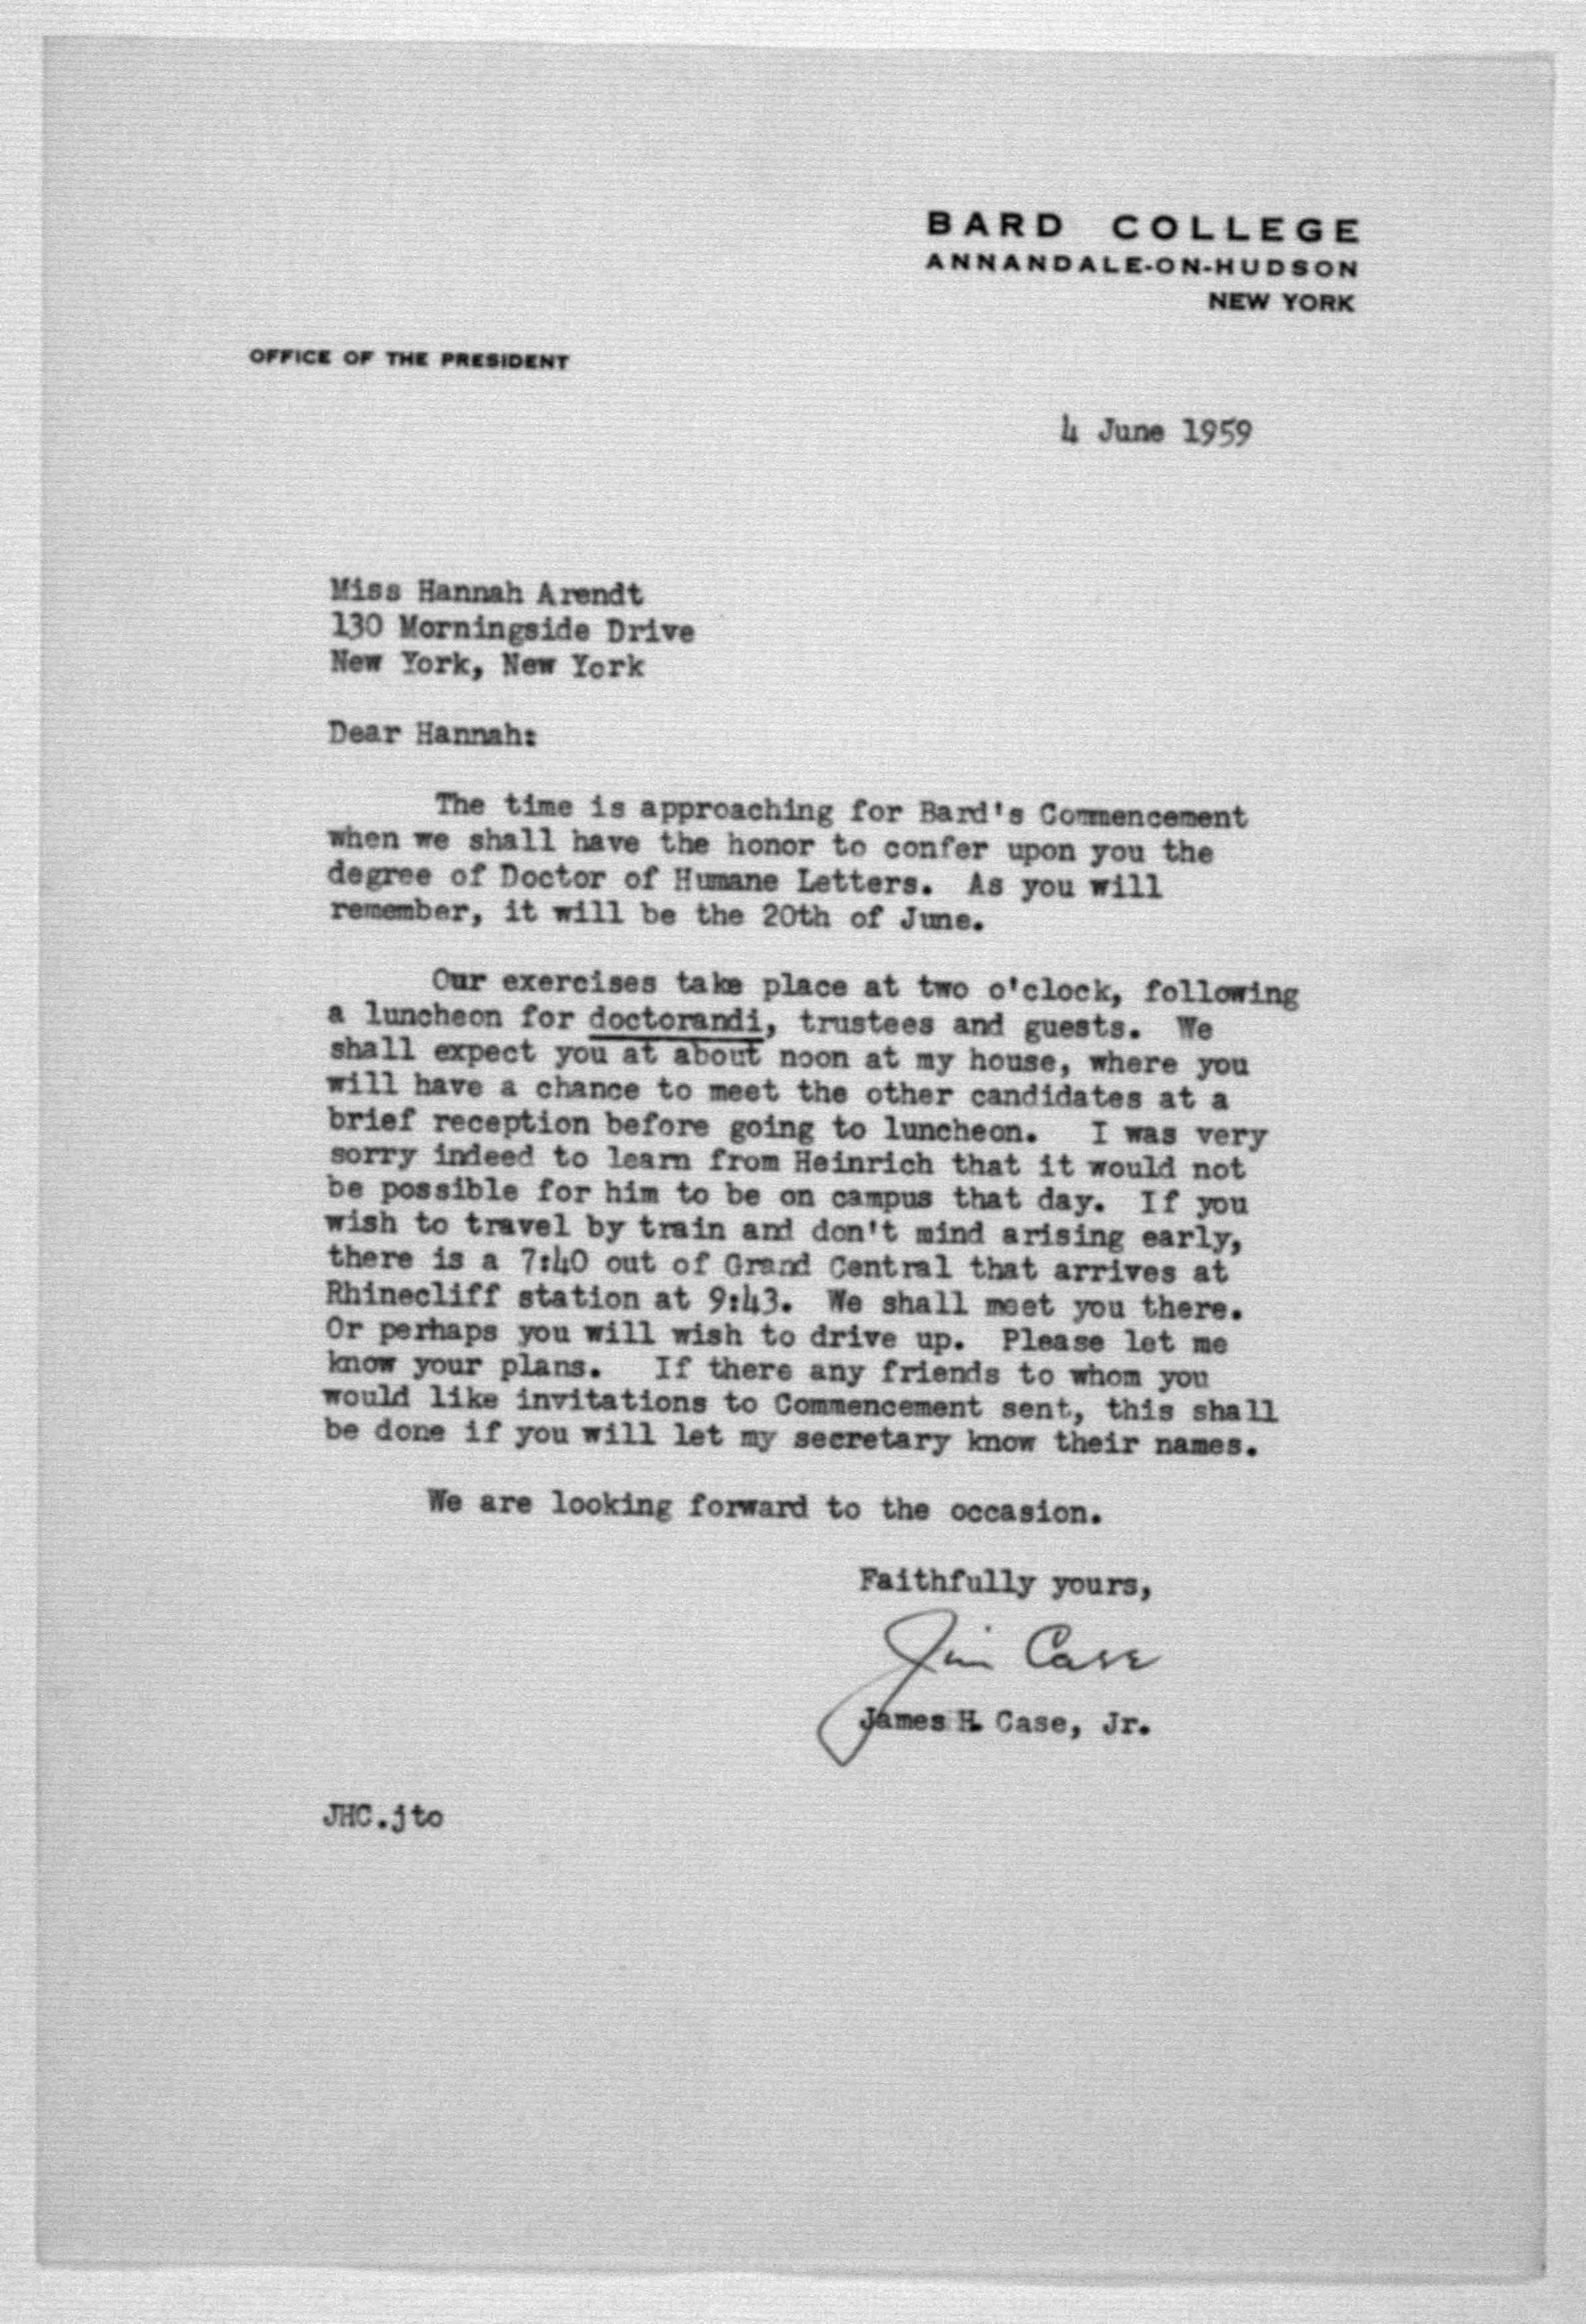 BARD COLLEGE
ANNANDALE-ON-HUDSON
NEW YORK
OFFICE OF THE PRESIDENT
4 June 1959
Miss Hannah Arendt
130 Morningside Drive
New York, New York
Dear Hannah:
The time is approaching for Bard's Commencement
when we shall have the honor to confer upon you the
degree of Doctor of Humane Letters. As you will
remember, it will be the 20th of June.
Our exercises take place at two o'clock, following
a luncheon for doctorandi, trustees and guests. We
shall expect you at about noon at my house, where you
will have a chance to meet the other candidates at a
brief reception before going to luncheon. I was very
sorry indeed to learn from Heinrich that it would not
be possible for him to be on campus that day. If you
wish to travel by train and don't mind arising early,
there is a 7:40 out of Grand Central that arrives at
Rhinecliff station at 9:43. We shall meet you there.
Or perhaps you will wish to drive up. Please let me
know your plans. If there any friends to whom you
would like invitations to Commencement sent, this shall
be done if you will let my secretary know their names.
We are looking forward to the occasion.
Faithfully yours,
Jim Case
James H. Case, Jr.
JHC.jto